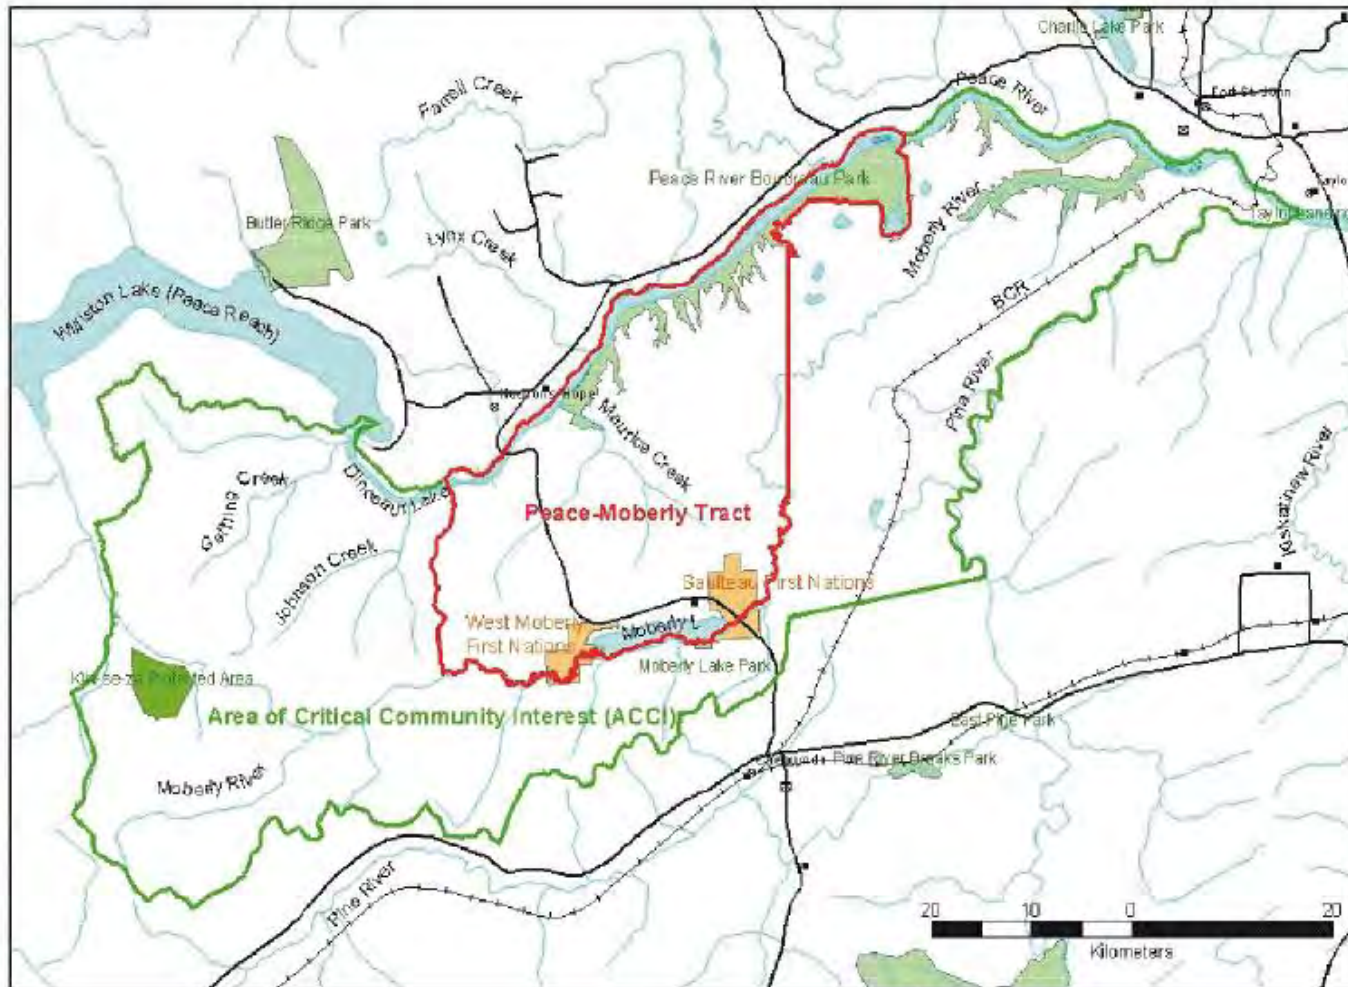 Charlie Lake Park
Peace River
Farrell Creek
Fort St. John
Peace River Boudreau Park
Taylo
Butler Ridge Park
Moberly River
Lynx Creek
BCR
Williston Lake (Peace Reach)
Pine River
Maurice Creek
Kiskatinaw River
Dinosaur Lake
Gething Creek
Peace-Moberly Tract
Johnson Creek
Saulteau First Nations
West Moberly
First Nations
Moberly L
Moberly Lake Park
Area of Critical Community Interest (ACCI)
East Pine Park
Pine River Breaks Park
Moberly River
Pine River
20 10 0 20
Kilometers